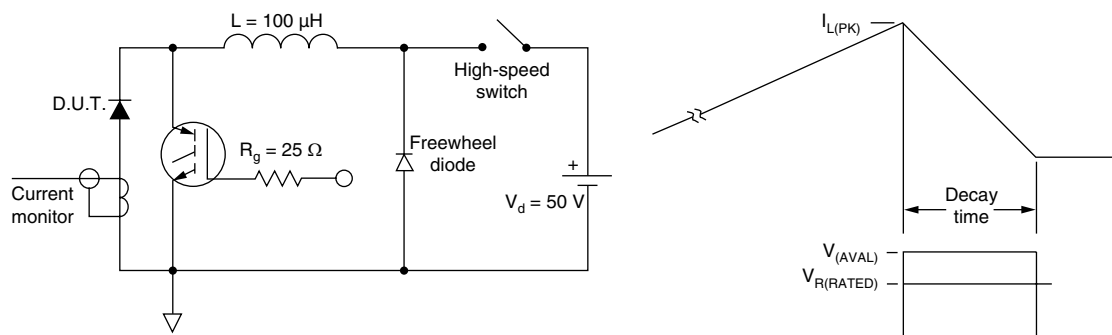 L = 100 μH
High-speed
switch
D.U.T.
R_g = 25 Ω
Freewheel
diode
+
V_d = 50 V
Current
monitor
I_L(PK)
Decay
time
V_(AVAL)
V_R(RATED)